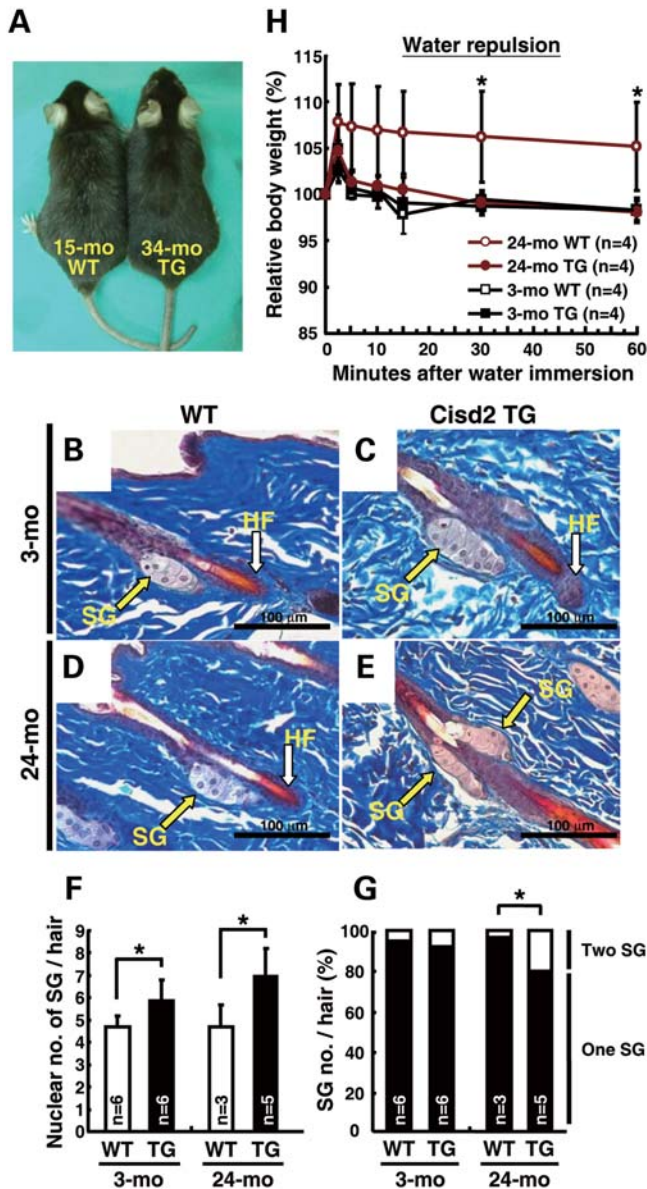 A
15-mo
WT
34-mo
TG
H
Water repulsion
Relative body weight (%)
115
110
105
100
95
90
85
*
*
24-mo WT (n=4)
24-mo TG (n=4)
3-mo WT (n=4)
3-mo TG (n=4)
0
10
20
30
40
50
60
Minutes after water immersion
WT
Cisd2 TG
3-mo
B
HF
SG
100 µm
C
HF
SG
100 µm
24-mo
D
HF
SG
100 µm
E
SG
SG
100 µm
F
Nuclear no. of SG / hair
9
8
7
6
5
4
3
2
1
0
*
*
n=6
n=6
n=3
n=5
WT
TG
WT
TG
3-mo
24-mo
G
SG no. / hair (%)
100
80
60
40
20
0
*
Two SG
One SG
n=6
n=6
n=3
n=5
WT
TG
WT
TG
3-mo
24-mo